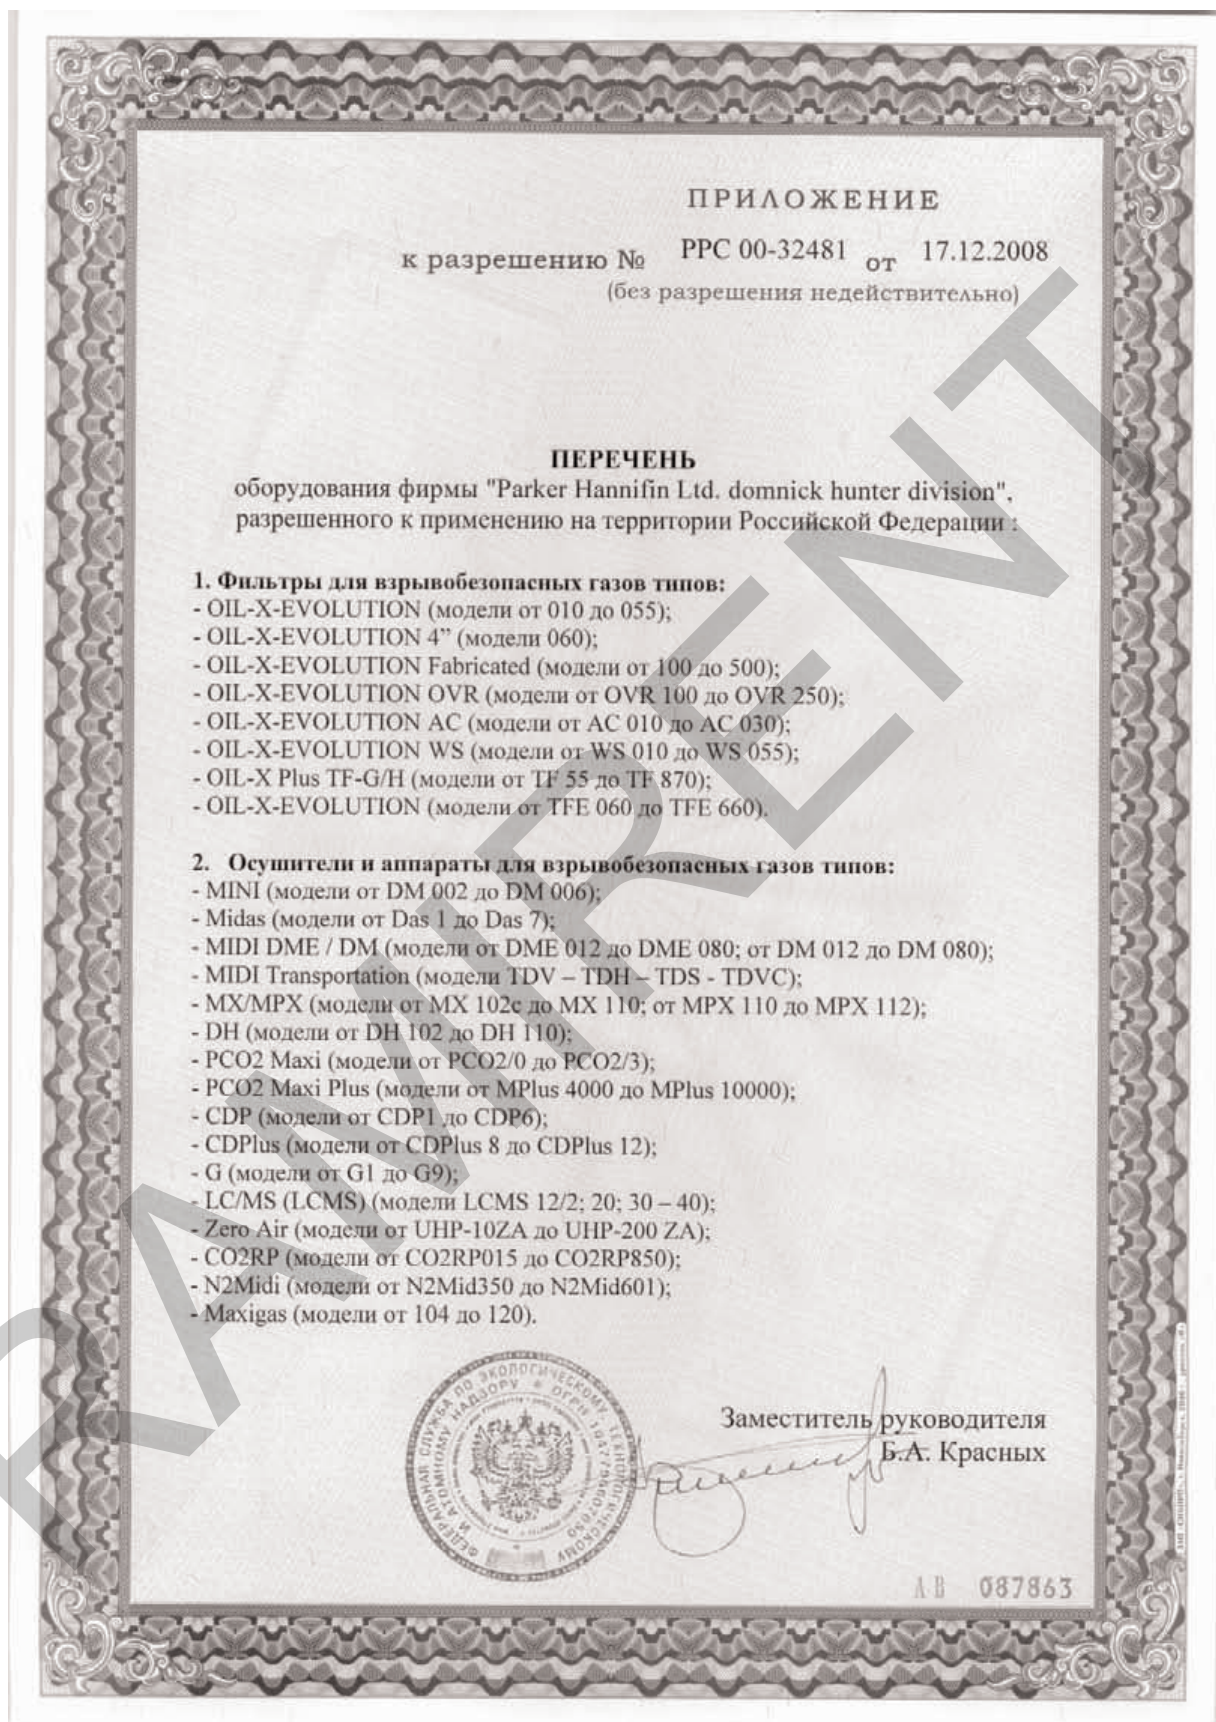 ПРИЛОЖЕНИЕ
к разрешению № РРС 00-32481 от 17.12.2008
(без разрешения недействительно)
ПЕРЕЧЕНЬ
оборудования фирмы "Parker Hannifin Ltd. domnick hunter division",
разрешенного к применению на территории Российской Федерации :
1. Фильтры для взрывобезопасных газов типов:
- OIL-X-EVOLUTION (модели от 010 до 055);
- OIL-X-EVOLUTION 4” (модели 060);
- OIL-X-EVOLUTION Fabricated (модели от 100 до 500);
- OIL-X-EVOLUTION OVR (модели от OVR 100 до OVR 250);
- OIL-X-EVOLUTION AC (модели от AC 010 до AC 030);
- OIL-X-EVOLUTION WS (модели от WS 010 до WS 055);
- OIL-X Plus TF-G/H (модели от TF 55 до TF 870);
- OIL-X-EVOLUTION (модели от TFE 060 до TFE 660).
2. Осушители и аппараты для взрывобезопасных газов типов:
- MINI (модели от DM 002 до DM 006);
- Midas (модели от Das 1 до Das 7);
- MIDI DME / DM (модели от DME 012 до DME 080; от DM 012 до DM 080);
- MIDI Transportation (модели TDV – TDH – TDS - TDVC);
- MX/MPX (модели от MX 102c до MX 110; от MPX 110 до MPX 112);
- DH (модели от DH 102 до DH 110);
- PCO2 Maxi (модели от PCO2/0 до PCO2/3);
- PCO2 Maxi Plus (модели от MPlus 4000 до MPlus 10000);
- CDP (модели от CDP1 до CDP6);
- CDPlus (модели от CDPlus 8 до CDPlus 12);
- G (модели от G1 до G9);
- LC/MS (LCMS) (модели LCMS 12/2; 20; 30 – 40);
- Zero Air (модели от UHP-10ZA до UHP-200 ZA);
- CO2RP (модели от CO2RP015 до CO2RP850);
- N2Midi (модели от N2Mid350 до N2Mid601);
- Maxigas (модели от 104 до 120).
ФЕДЕРАЛЬНАЯ СЛУЖБА ПО ЭКОЛОГИЧЕСКОМУ, ТЕХНОЛОГИЧЕСКОМУ
И АТОМНОМУ НАДЗОРУ * ОГРН 1047796607650
Заместитель руководителя
Б.А. Красных
АВ 087863
RAMIRENT